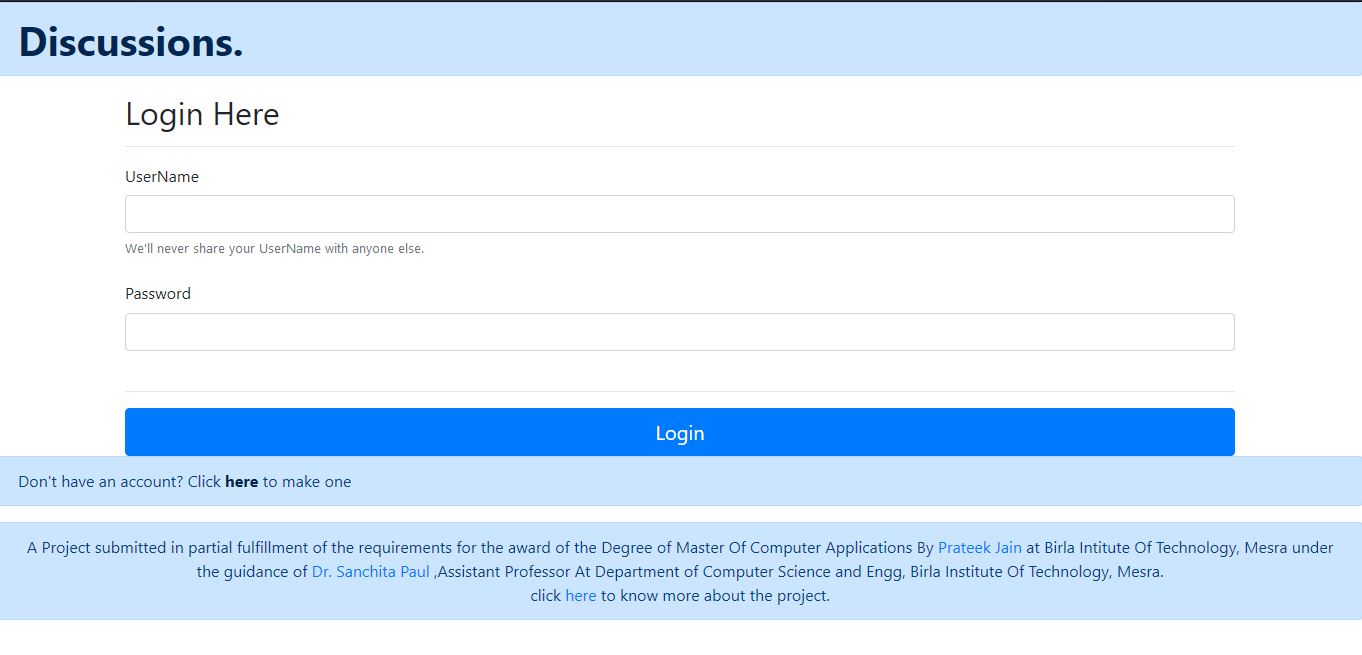 Discussions.
Login Here
UserName
We'll never share your UserName with anyone else.
Password
Login
Don't have an account? Click here to make one
A Project submitted in partial fulfillment of the requirements for the award of the Degree of Master Of Computer Applications By Prateek Jain at Birla Intitute Of Technology, Mesra under
the guidance of Dr. Sanchita Paul ,Assistant Professor At Department of Computer Science and Engg, Birla Institute Of Technology, Mesra.
click here to know more about the project.